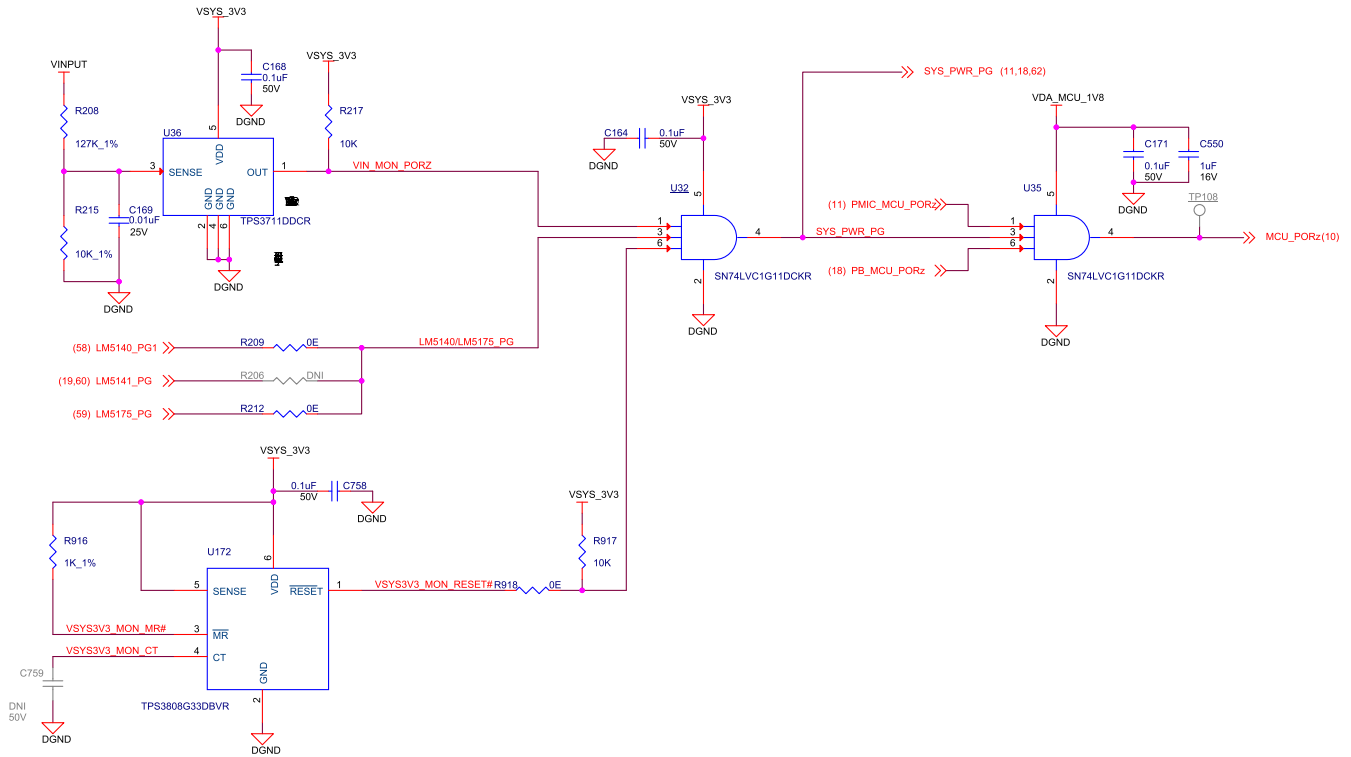 VSYS_3V3
VINPUT
C168
0.1uF
50V
DGND
VSYS_3V3
R208
127K_1%
R217
10K
U36
5
VDD
3
SENSE
OUT
1
VIN_MON_PORZ
GND
GND
GND
2
4
6
TPS3711DDCR
R215
10K_1%
C169
0.01uF
25V
DGND
DGND
VSYS_3V3
C164
0.1uF
50V
DGND
U32
5
1
3
6
4
2
SN74LVC1G11DCKR
DGND
SYS_PWR_PG (11,18,62)
SYS_PWR_PG
VDA_MCU_1V8
C171
0.1uF
50V
C550
1uF
16V
DGND
TP108
U35
5
(11) PMIC_MCU_PORz
(18) PB_MCU_PORz
1
3
6
4
2
SN74LVC1G11DCKR
DGND
MCU_PORz(10)
(58) LM5140_PG1
R209
0E
LM5140/LM5175_PG
(19,60) LM5141_PG
R206
DNI
(59) LM5175_PG
R212
0E
VSYS_3V3
0.1uF
50V
C758
DGND
R916
1K_1%
U172
6
VDD
5
SENSE
RESET
1
VSYS3V3_MON_RESET#
R918
0E
VSYS_3V3
R917
10K
VSYS3V3_MON_MR#
3
MR
VSYS3V3_MON_CT
4
CT
GND
2
C759
DNI
50V
DGND
TPS3808G33DBVR
DGND